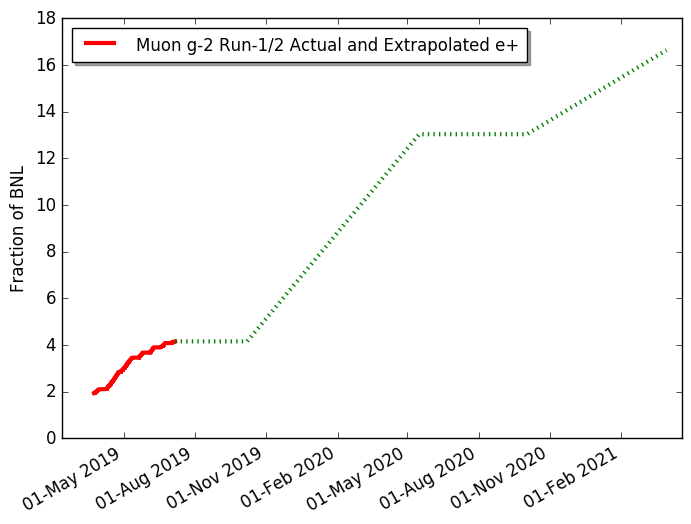 Muon g-2 Run-1/2 Actual and Extrapolated e+
Fraction of BNL
18
16
14
12
10
8
6
4
2
0
01-May 2019
01-Aug 2019
01-Nov 2019
01-Feb 2020
01-May 2020
01-Aug 2020
01-Nov 2020
01-Feb 2021